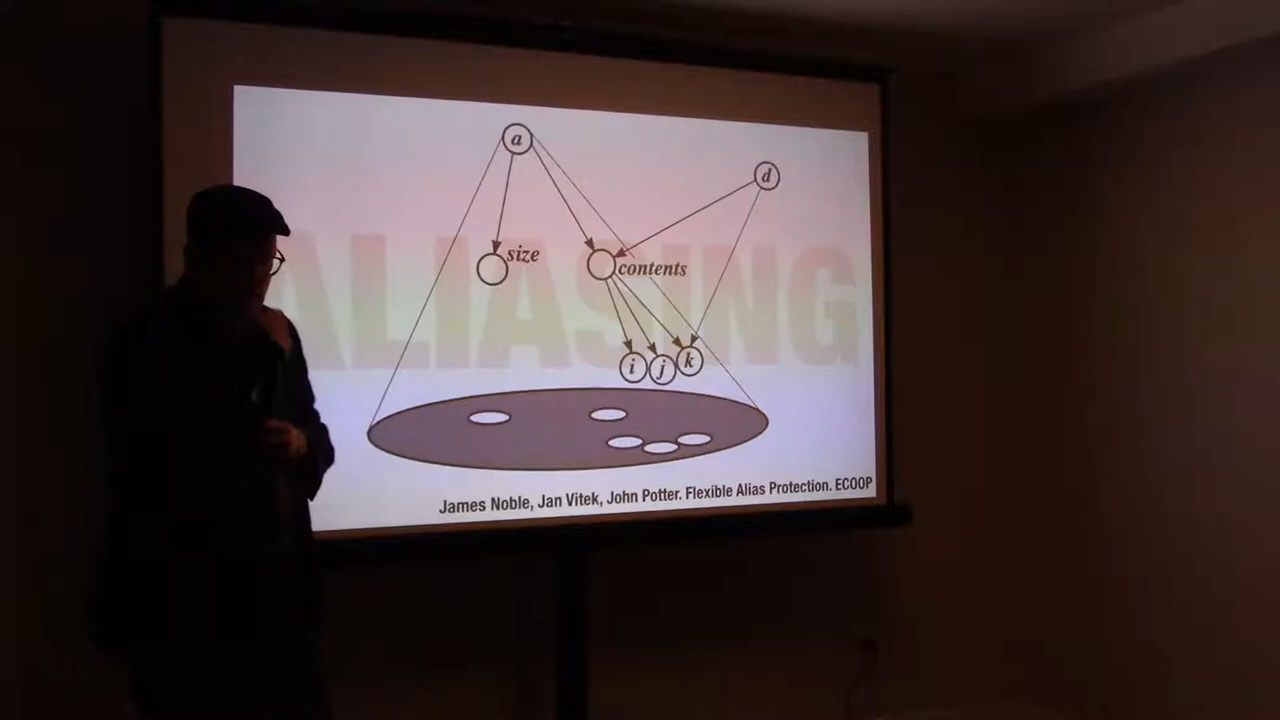 a
d
size
contents
ALIASING
i j k
James Noble, Jan Vitek, John Potter. Flexible Alias Protection. ECOOP